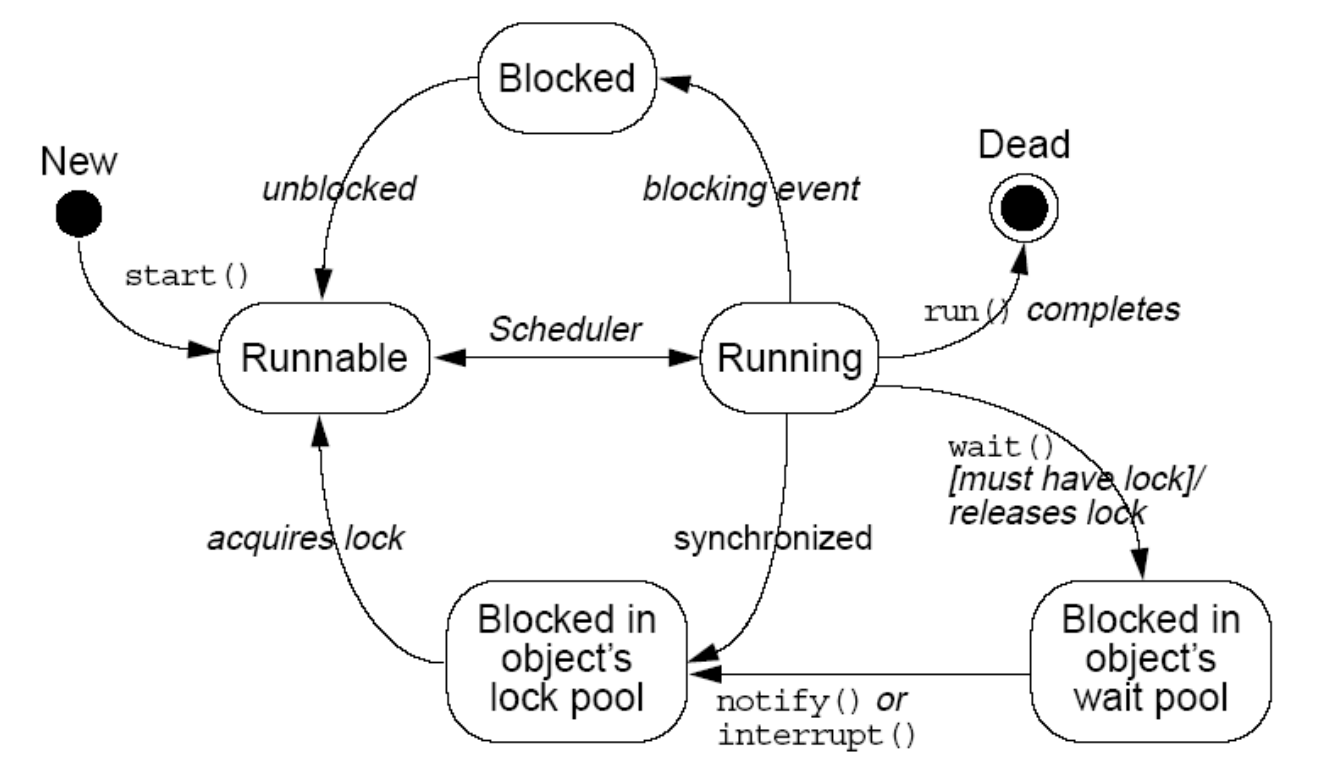 Blocked
Dead
New
unblocked
blocking event
start()
run() completes
Scheduler
Runnable
Running
wait()
[must have lock]/
releases lock
acquires lock
synchronized
Blocked in
object's
lock pool
Blocked in
object's
wait pool
notify() or
interrupt()